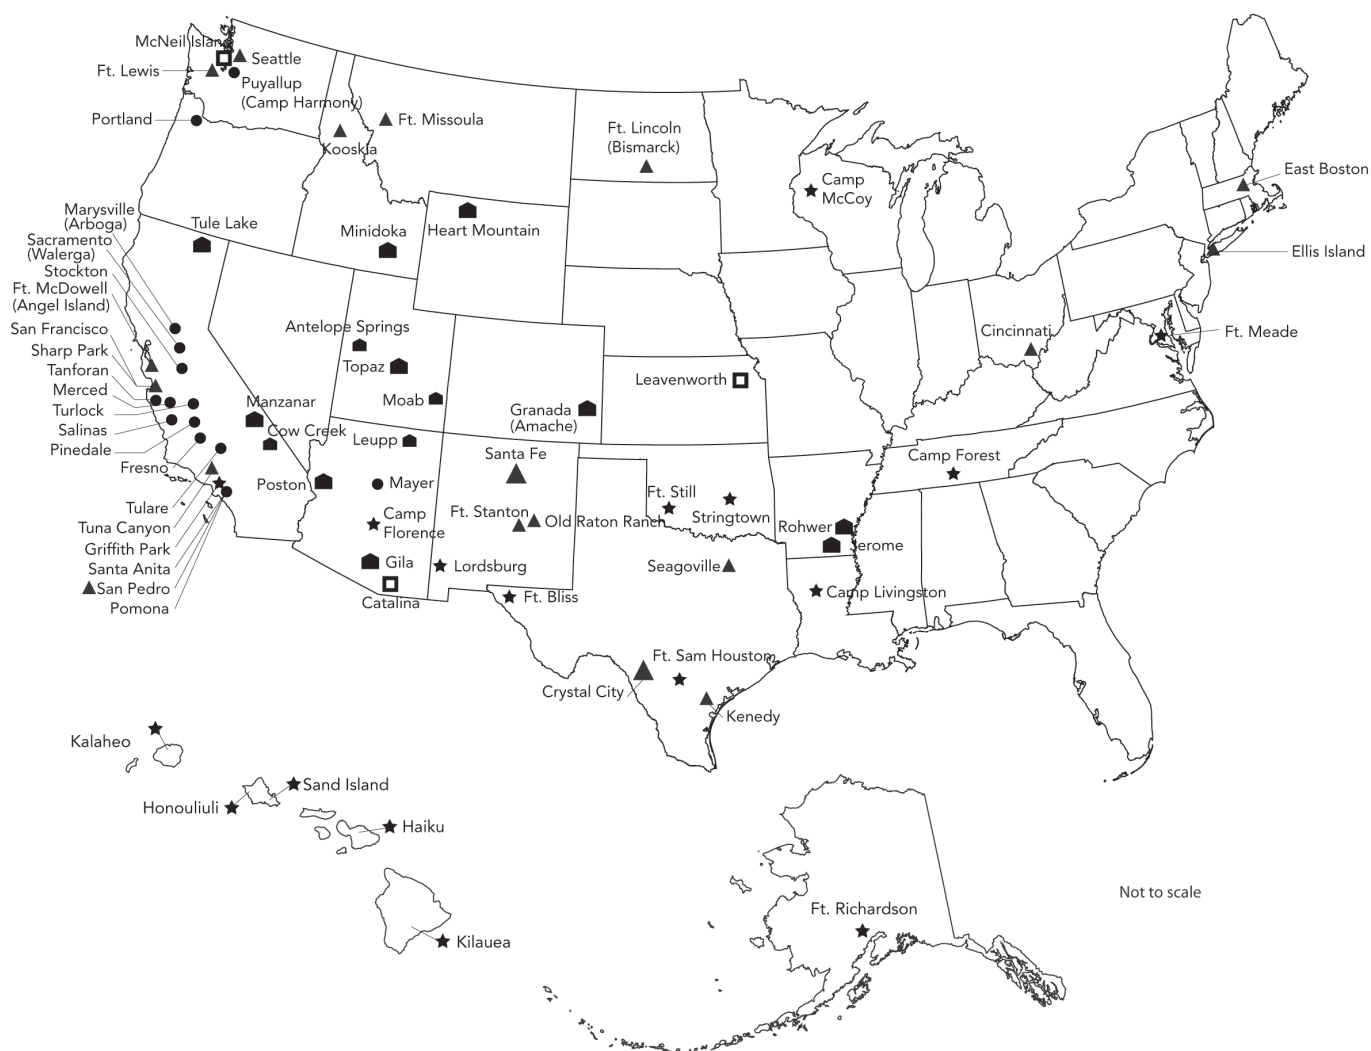 McNeil Island
Seattle
Ft. Lewis
Puyallup
(Camp Harmony)
Portland
Ft. Missoula
Kooskia
Ft. Lincoln
(Bismarck)
Camp
McCoy
East Boston
Ellis Island
Marysville
(Arboga)
Sacramento
(Walerga)
Stockton
Ft. McDowell
(Angel Island)
San Francisco
Sharp Park
Tanforan
Merced
Turlock
Salinas
Pinedale
Fresno
Tulare
Tuna Canyon
Griffith Park
Santa Anita
San Pedro
Pomona
Tule Lake
Minidoka
Heart Mountain
Antelope Springs
Topaz
Moab
Manzanar
Cow Creek
Leupp
Poston
Mayer
Camp
Florence
Gila
Catalina
Granada
(Amache)
Leavenworth
Cincinnati
Ft. Meade
Santa Fe
Ft. Stanton
Old Raton Ranch
Lordsburg
Ft. Bliss
Ft. Still
Stringtown
Camp Forest
Rohwer
Jerome
Seagoville
Camp Livingston
Ft. Sam Houston
Crystal City
Kenedy
Kalaheo
Sand Island
Honouliuli
Haiku
Kilauea
Ft. Richardson
Not to scale